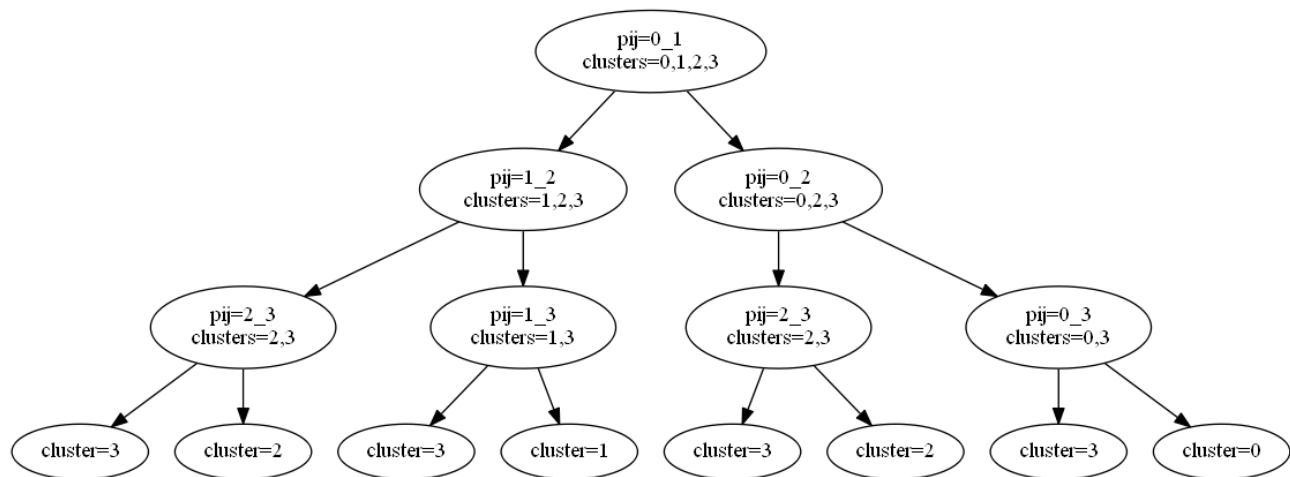 pij=0_1
clusters=0,1,2,3
pij=1_2
clusters=1,2,3
pij=0_2
clusters=0,2,3
pij=2_3
clusters=2,3
pij=1_3
clusters=1,3
pij=2_3
clusters=2,3
pij=0_3
clusters=0,3
cluster=3
cluster=2
cluster=3
cluster=1
cluster=3
cluster=2
cluster=3
cluster=0